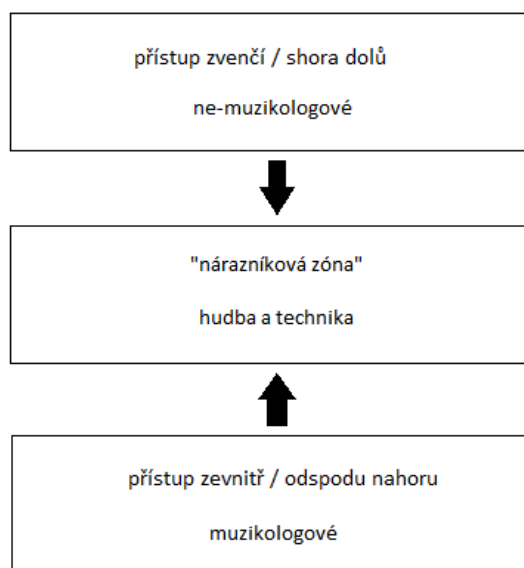 přístup zvenčí / shora dolů
ne-muzikologové
"nárazníková zóna"
hudba a technika
přístup zevnitř / odspodu nahoru
muzikologové